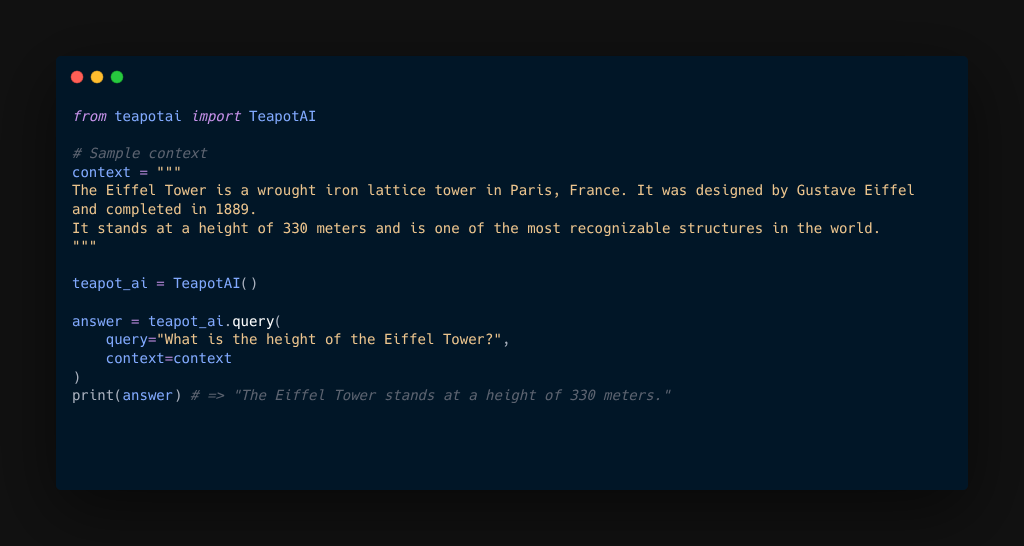 from teapotai import TeapotAI

# Sample context
context = """
The Eiffel Tower is a wrought iron lattice tower in Paris, France. It was designed by Gustave Eiffel
and completed in 1889.
It stands at a height of 330 meters and is one of the most recognizable structures in the world.
"""

teapot_ai = TeapotAI()

answer = teapot_ai.query(
    query="What is the height of the Eiffel Tower?",
    context=context
)
print(answer) # => "The Eiffel Tower stands at a height of 330 meters."